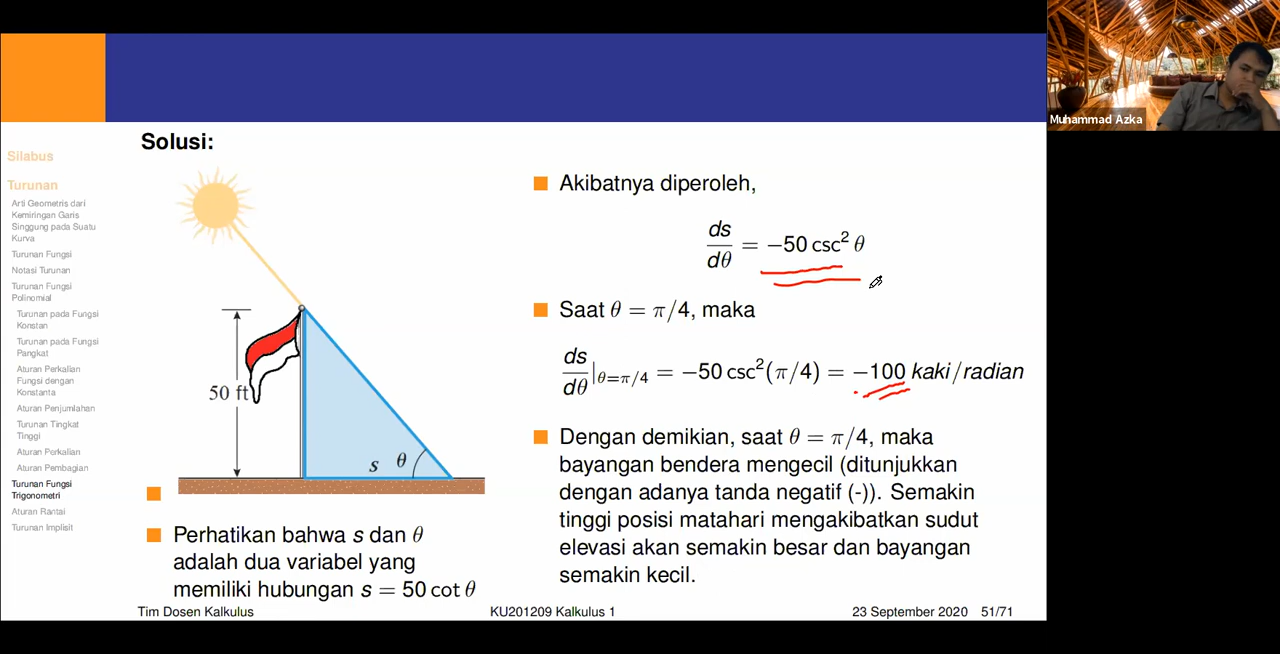 Muhammad Azka
Silabus
Turunan
Arti Geometris dari
Kemiringan Garis
Singgung pada Suatu
Kurva
Turunan Fungsi
Notasi Turunan
Turunan Fungsi
Polinomial
Turunan pada Fungsi
Konstan
Turunan pada Fungsi
Pangkat
Aturan Perkalian
Fungsi dengan
Konstanta
Aturan Penjumlahan
Turunan Tingkat
Tinggi
Aturan Perkalian
Aturan Pembagian
Turunan Fungsi
Trigonometri
Aturan Rantai
Turunan Implisit
Solusi:
50 ft
s θ
Perhatikan bahwa s dan θ
adalah dua variabel yang
memiliki hubungan s = 50 cot θ
Akibatnya diperoleh,
ds/dθ = −50 csc² θ
Saat θ = π/4, maka
ds/dθ|θ=π/4 = −50 csc²(π/4) = −100 kaki/radian
Dengan demikian, saat θ = π/4, maka
bayangan bendera mengecil (ditunjukkan
dengan adanya tanda negatif (-)). Semakin
tinggi posisi matahari mengakibatkan sudut
elevasi akan semakin besar dan bayangan
semakin kecil.
Tim Dosen Kalkulus KU201209 Kalkulus 1 23 September 2020 51/71